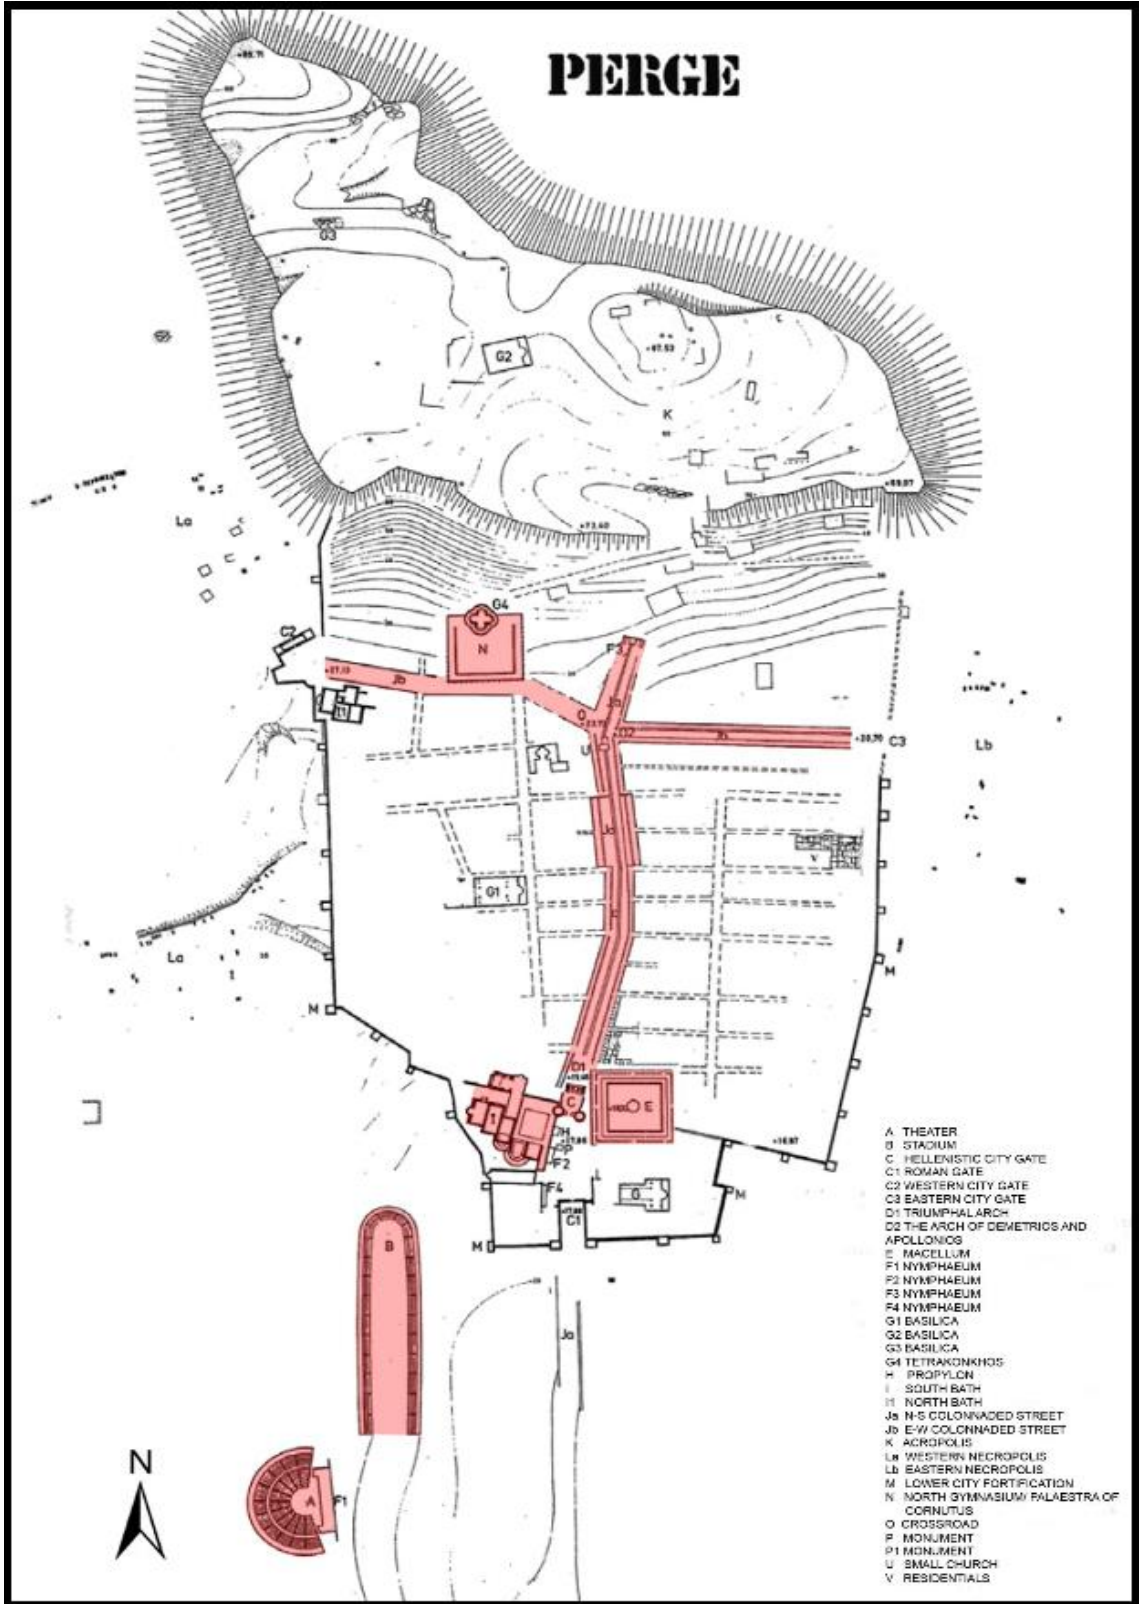 PERGE
G3
G2
K
La
G4
C2
N
F3
Jb
Ja
I1
O
D2
U
Jb
C3
Lb
Ja
V
G1
La
M
M
D1
C
E
I
H
P
F2
F4
G
C1
M
M
B
Ja
N
A
F1
A THEATER
B STADIUM
C HELLENISTIC CITY GATE
C1 ROMAN GATE
C2 WESTERN CITY GATE
C3 EASTERN CITY GATE
D1 TRIUMPHAL ARCH
D2 THE ARCH OF DEMETRIOS AND
APOLLONIOS
E MACELLUM
F1 NYMPHAEUM
F2 NYMPHAEUM
F3 NYMPHAEUM
F4 NYMPHAEUM
G1 BASILICA
G2 BASILICA
G3 BASILICA
G4 TETRAKONKHOS
H PROPYLON
I SOUTH BATH
I1 NORTH BATH
Ja N-S COLONNADED STREET
Jb E-W COLONNADED STREET
K ACROPOLIS
La WESTERN NECROPOLIS
Lb EASTERN NECROPOLIS
M LOWER CITY FORTIFICATION
N NORTH GYMNASIUM/ PALAESTRA OF
CORNUTUS
O CROSSROAD
P MONUMENT
P1 MONUMENT
U SMALL CHURCH
V RESIDENTIALS